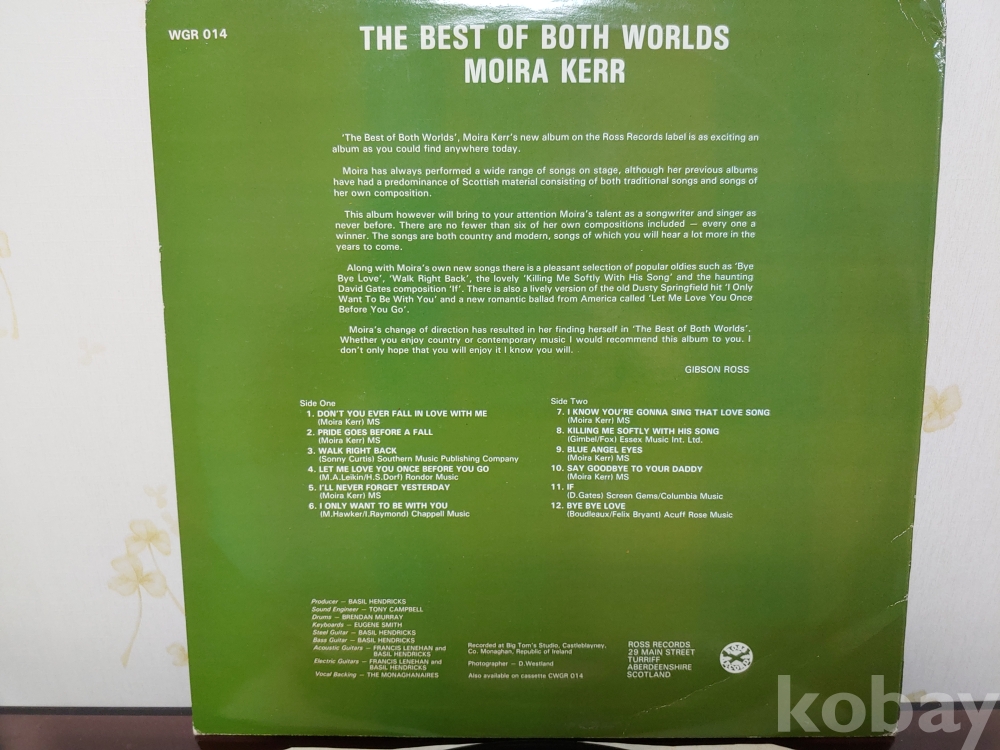 WGR 014
THE BEST OF BOTH WORLDS
MOIRA KERR
'The Best of Both Worlds', Moira Kerr's new album on the Ross Records label is as exciting an
album as you could find anywhere today.
Moira has always performed a wide range of songs on stage, although her previous albums
have had a predominance of Scottish material consisting of both traditional songs and songs of
her own composition.
This album however will bring to your attention Moira's talent as a songwriter and singer as
never before. There are no fewer than six of her own compositions included — every one a
winner. The songs are both country and modern, songs of which you will hear a lot more in the
years to come.
Along with Moira's own new songs there is a pleasant selection of popular oldies such as 'Bye
Bye Love', 'Walk Right Back', the lovely 'Killing Me Softly With His Song' and the haunting
David Gates composition 'If'. There is also a lively version of the old Dusty Springfield hit 'I Only
Want To Be With You' and a new romantic ballad from America called 'Let Me Love You Once
Before You Go'.
Moira's change of direction has resulted in her finding herself in 'The Best of Both Worlds'.
Whether you enjoy country or contemporary music I would recommend this album to you. I
don't only hope that you will enjoy it I know you will.
GIBSON ROSS
Side One
1. DON'T YOU EVER FALL IN LOVE WITH ME
(Moira Kerr) MS
2. PRIDE GOES BEFORE A FALL
(Moira Kerr) MS
3. WALK RIGHT BACK
(Sonny Curtis) Southern Music Publishing Company
4. LET ME LOVE YOU ONCE BEFORE YOU GO
(M.A.Leikin/H.S.Dorf) Rondor Music
5. I'LL NEVER FORGET YESTERDAY
(Moira Kerr) MS
6. I ONLY WANT TO BE WITH YOU
(M.Hawker/I.Raymond) Chappell Music
Side Two
7. I KNOW YOU'RE GONNA SING THAT LOVE SONG
(Moira Kerr) MS
8. KILLING ME SOFTLY WITH HIS SONG
(Gimbel/Fox) Essex Music Int. Ltd.
9. BLUE ANGEL EYES
(Moira Kerr) MS
10. SAY GOODBYE TO YOUR DADDY
(Moira Kerr) MS
11. IF
(D.Gates) Screen Gems/Columbia Music
12. BYE BYE LOVE
(Boudleaux/Felix Bryant) Acuff Rose Music
Producer — BASIL HENDRICKS
Sound Engineer — TONY CAMPBELL
Drums — BRENDAN MURRAY
Keyboards — EUGENE SMITH
Steel Guitar — BASIL HENDRICKS
Bass Guitar — BASIL HENDRICKS
Acoustic Guitars — FRANCIS LENEHAN and
BASIL HENDRICKS
Electric Guitars — FRANCIS LENEHAN and
BASIL HENDRICKS
Vocal Backing — THE MONAGHANAIRES
Recorded at Big Tom's Studio, Castleblayney,
Co. Monaghan, Republic of Ireland
Photographer — D.Westland
Also available on cassette CWGR 014
ROSS RECORDS
29 MAIN STREET
TURRIFF
ABERDEENSHIRE
SCOTLAND
kobay